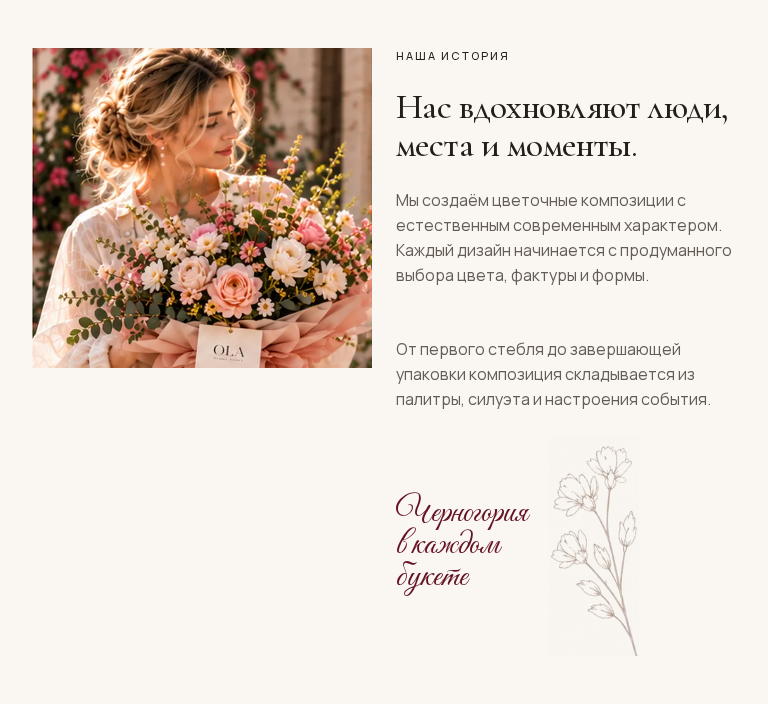 НАША ИСТОРИЯ
Нас вдохновляют люди,
места и моменты.
Мы создаём цветочные композиции с
естественным современным характером.
Каждый дизайн начинается с продуманного
выбора цвета, фактуры и формы.
От первого стебля до завершающей
упаковки композиция складывается из
палитры, силуэта и настроения события.
OLA
Черногория
в каждом
букете